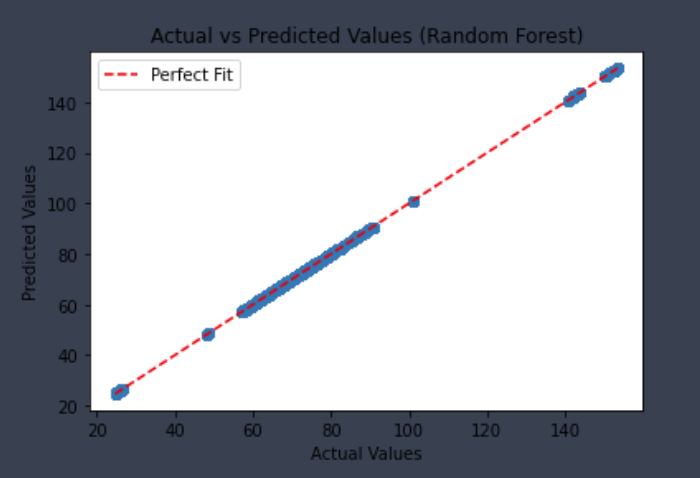 Actual vs Predicted Values (Random Forest)
Perfect Fit
Predicted Values
140
120
100
80
60
40
20
20 40 60 80 100 120 140
Actual Values